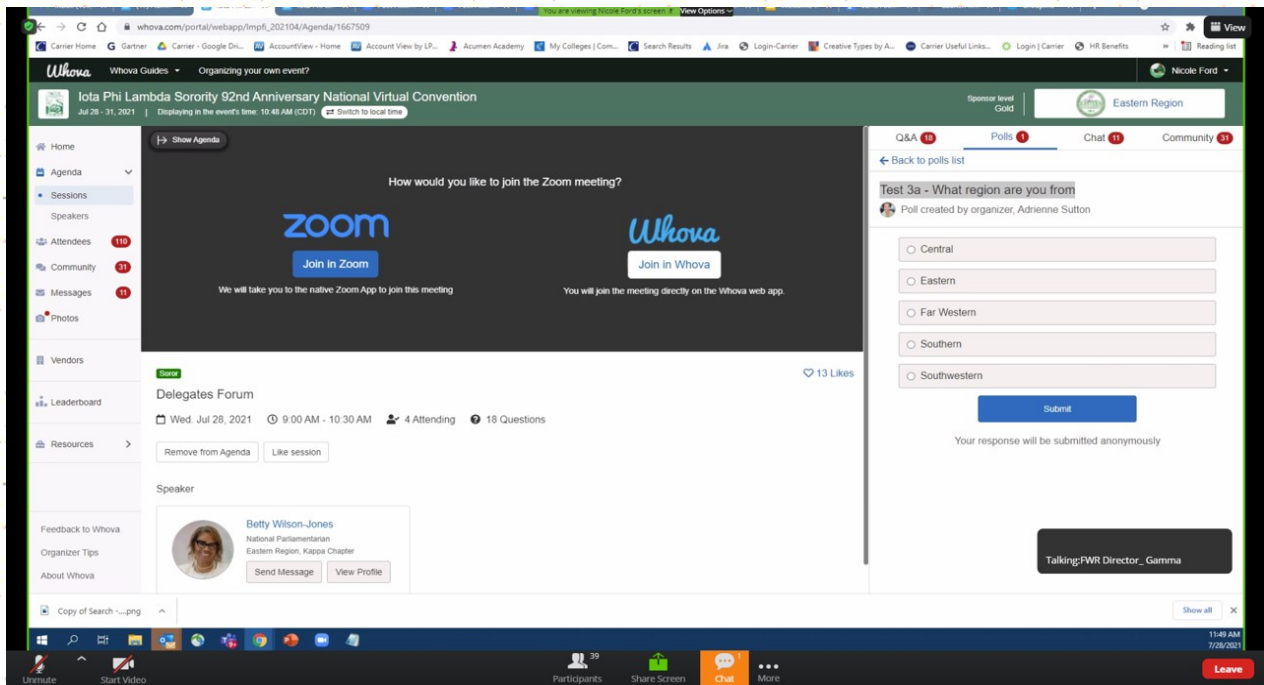 You are viewing Nicole Ford's screen
View Options
whova.com/portal/webapp/lmpfi_202104/Agenda/1667509
View
Carrier Home
Gartner
Carrier - Google Dri...
AccountView - Home
Account View by LP...
Acumen Academy
My Colleges | Com...
Search Results
Jira
Login-Carrier
Creative Types by A...
Carrier Useful Links...
Login | Carrier
HR Benefits
»
Reading list
Whova
Whova Guides
Organizing your own event?
Nicole Ford
Iota Phi Lambda Sorority 92nd Anniversary National Virtual Convention
Jul 28 - 31, 2021 | Displaying in the event's time: 10:48 AM (CDT) Switch to local time
Sponsor level
Gold
Eastern Region
Home
Agenda
Sessions
Speakers
Attendees 110
Community 31
Messages 11
Photos
Vendors
Leaderboard
Resources
Feedback to Whova
Organizer Tips
About Whova
Show Agenda
How would you like to join the Zoom meeting?
zoom
Join in Zoom
We will take you to the native Zoom App to join this meeting
Whova
Join in Whova
You will join the meeting directly on the Whova web app.
Soror
13 Likes
Delegates Forum
Wed. Jul 28, 2021 9:00 AM - 10:30 AM 4 Attending 18 Questions
Remove from Agenda
Like session
Speaker
Betty Wilson-Jones
National Parliamentarian
Eastern Region, Kappa Chapter
Send Message
View Profile
Q&A 18
Polls 1
Chat 11
Community 31
Back to polls list
Test 3a - What region are you from
Poll created by organizer, Adrienne Sutton
Central
Eastern
Far Western
Southern
Southwestern
Submit
Your response will be submitted anonymously
Talking:FWR Director_ Gamma
Copy of Search -....png
Show all
11:49 AM
7/28/2021
Unmute
Start Video
Participants
39
Share Screen
Chat
1
More
Leave